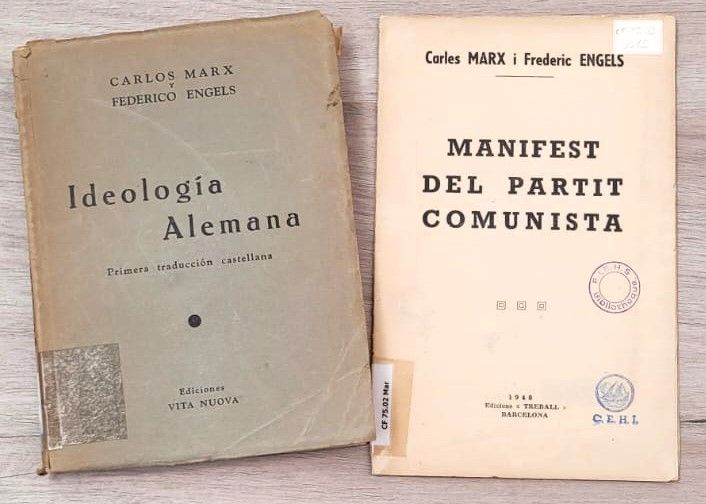 CARLOS MARX
Y
FEDERICO ENGELS
Ideología
Alemana
Primera traducción castellana
Ediciones
VITA NUOVA
Carles MARX i Frederic ENGELS
MANIFEST
DEL PARTIT
COMUNISTA
1948
Edicions « TREBALL »
BARCELONA
C.E.H.I.
CF 75.02 Mar